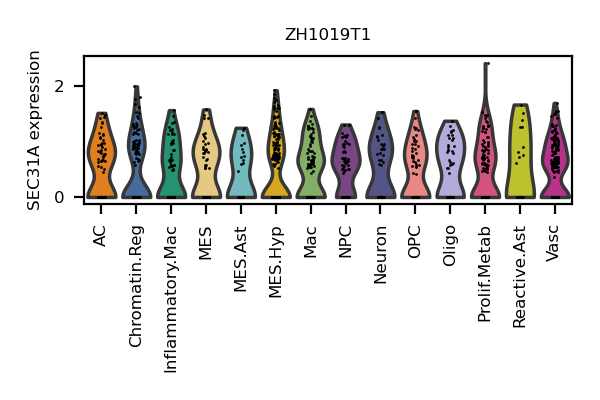 ZH1019T1
SEC31A expression
2
0
AC
Chromatin.Reg
Inflammatory.Mac
MES
MES.Ast
MES.Hyp
Mac
NPC
Neuron
OPC
Oligo
Prolif.Metab
Reactive.Ast
Vasc